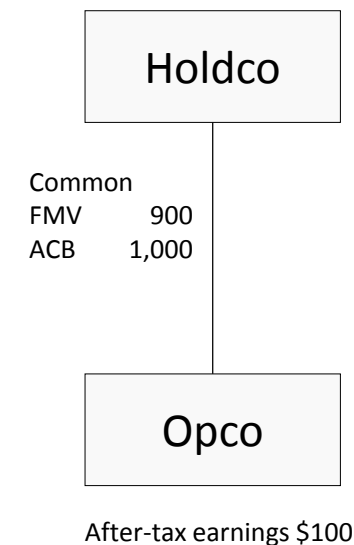 Holdco
Common
FMV 900
ACB 1,000
Opco
After-tax earnings $100